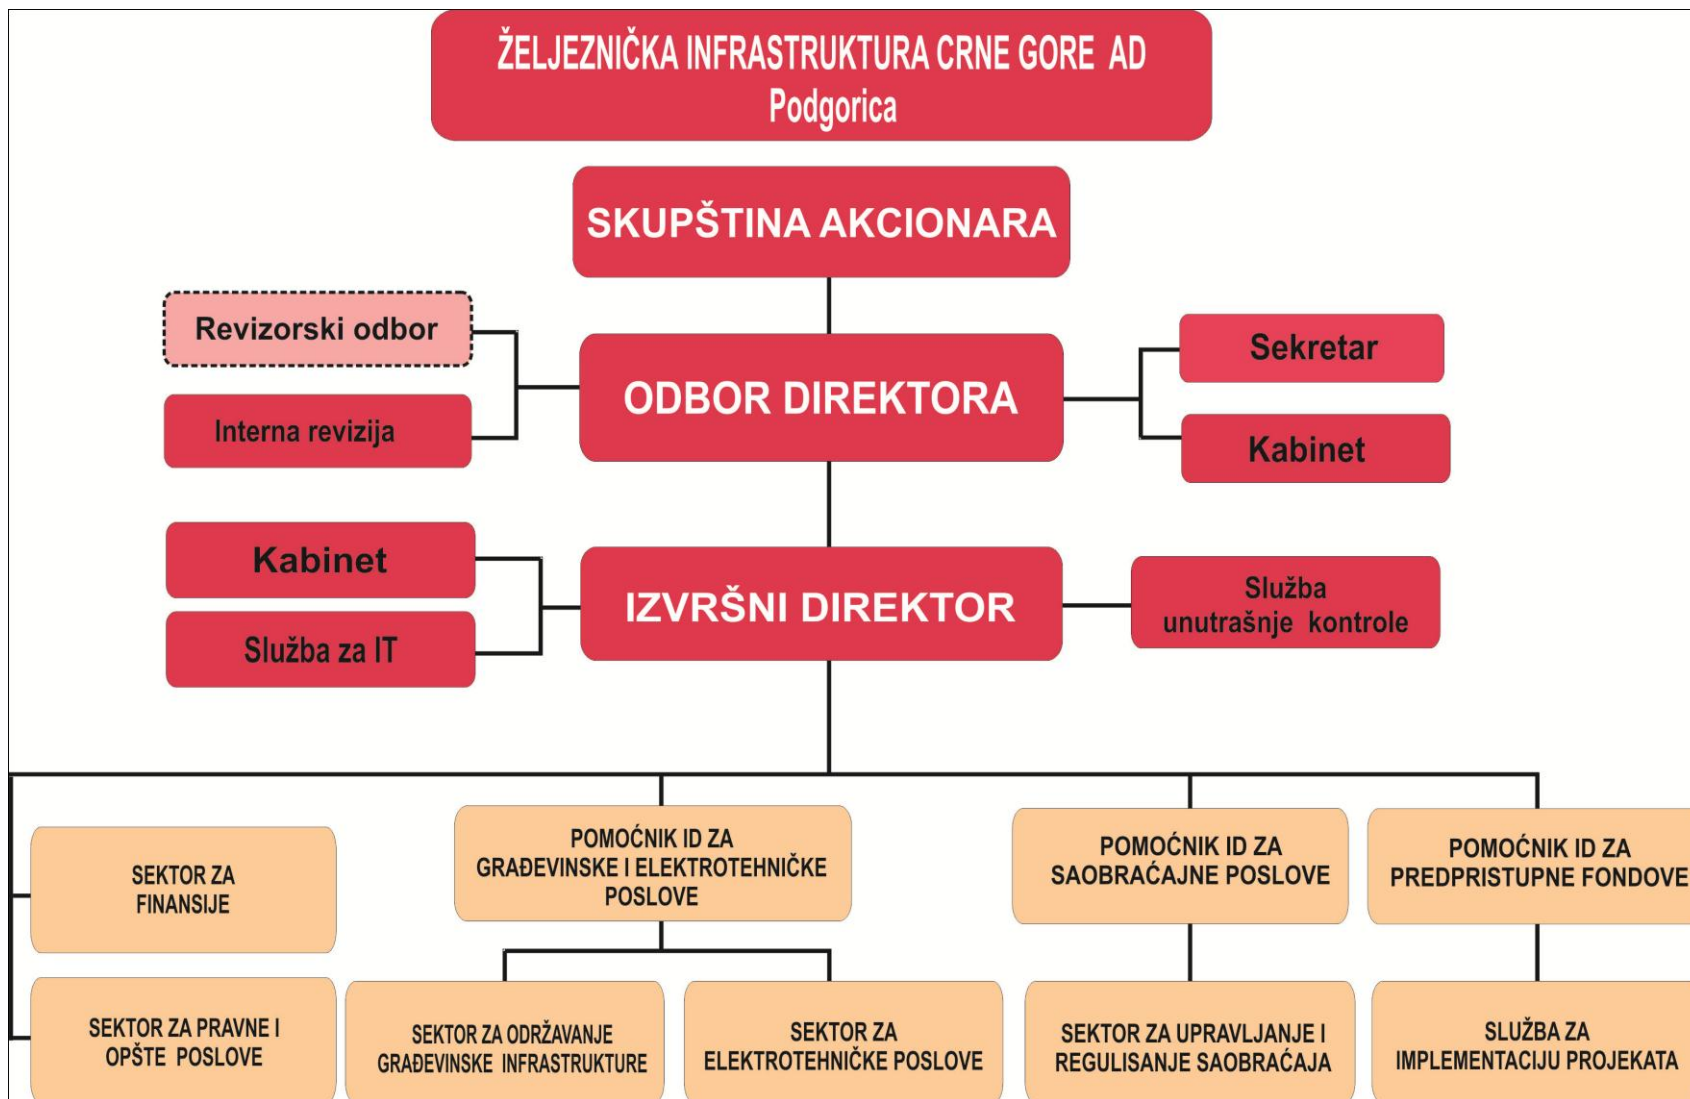 ŽELJEZNIČKA INFRASTRUKTURA CRNE GORE AD
Podgorica
SKUPŠTINA AKCIONARA
Revizorski odbor
Interna revizija
ODBOR DIREKTORA
Sekretar
Kabinet
Kabinet
Služba za IT
IZVRŠNI DIREKTOR
Služba
unutrašnje kontrole
SEKTOR ZA
FINANSIJE
POMOĆNIK ID ZA
GRAĐEVINSKE I ELEKTROTEHNIČKE
POSLOVE
POMOĆNIK ID ZA
SAOBRAĆAJNE POSLOVE
POMOĆNIK ID ZA
PREDPRISTUPNE FONDOVE
SEKTOR ZA PRAVNE I
OPŠTE POSLOVE
SEKTOR ZA ODRŽAVANJE
GRAĐEVINSKE INFRASTRUKTURE
SEKTOR ZA
ELEKTROTEHNIČKE POSLOVE
SEKTOR ZA UPRAVLJANJE I
REGULISANJE SAOBRAĆAJA
SLUŽBA ZA
IMPLEMENTACIJU PROJEKATA